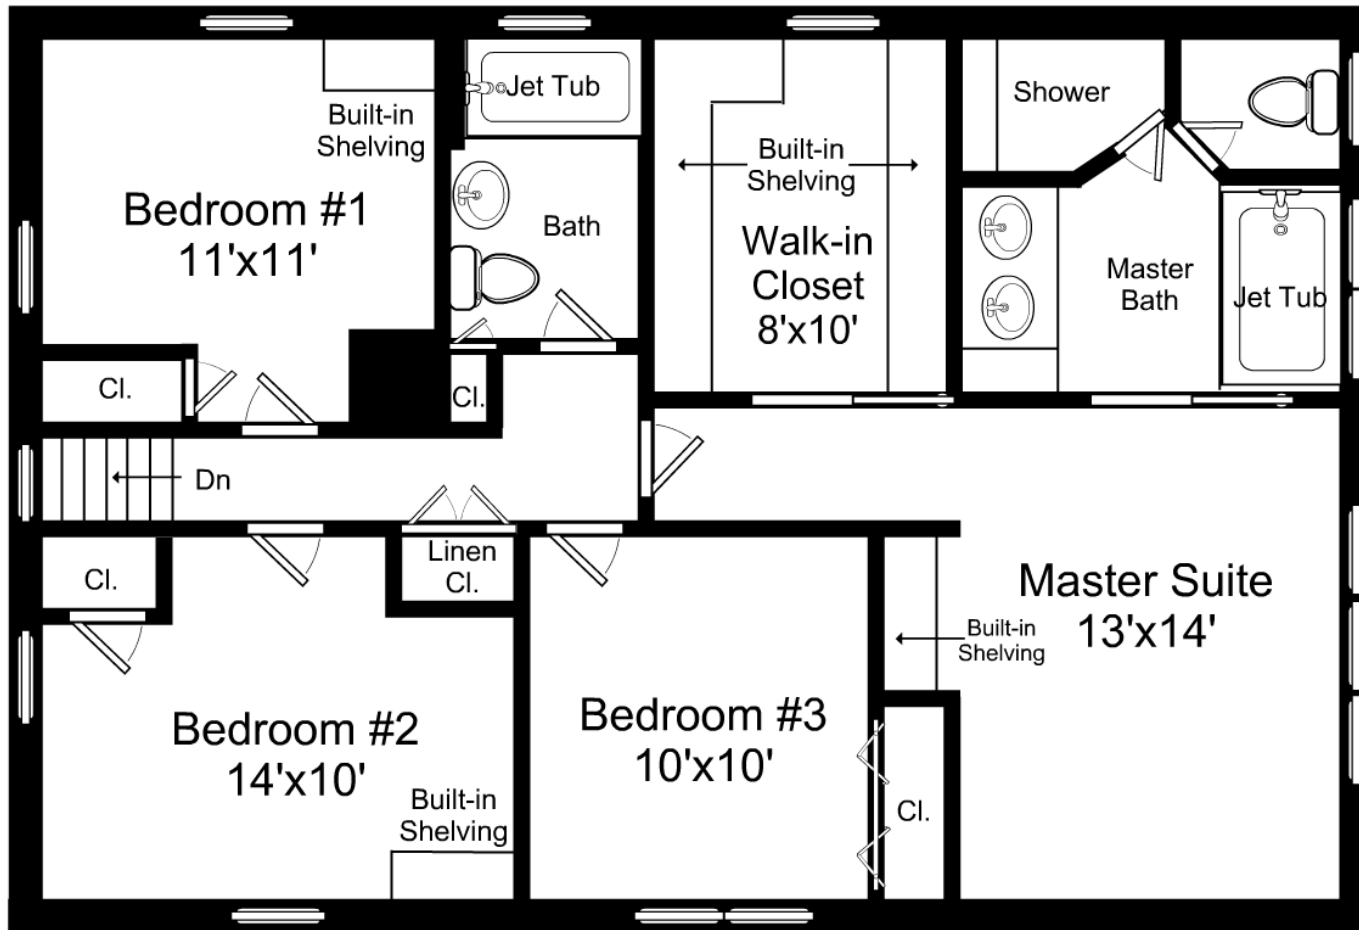 Jet Tub
Shower
Built-in
Shelving
Built-in
Shelving
Bedroom #1
11'x11'
Bath
Walk-in
Closet
8'x10'
Master
Bath
Jet Tub
Cl.
Cl.
Dn
Linen
Cl.
Cl.
Master Suite
13'x14'
Built-in
Shelving
Bedroom #2
14'x10'
Bedroom #3
10'x10'
Built-in
Shelving
Cl.